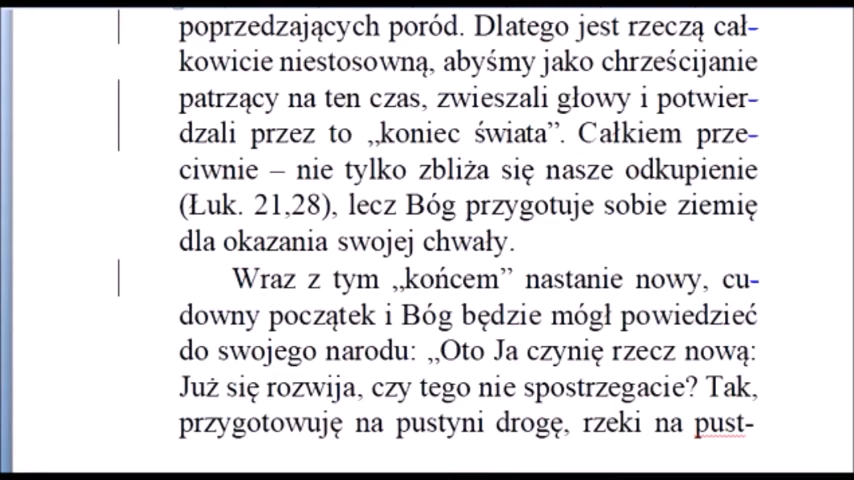 poprzedzających poród. Dlatego jest rzeczą cał-
kowicie niestosowną, abyśmy jako chrześcijanie
patrzący na ten czas, zwieszali głowy i potwier-
dzali przez to „koniec świata”. Całkiem prze-
ciwnie – nie tylko zbliża się nasze odkupienie
(Łuk. 21,28), lecz Bóg przygotuje sobie ziemię
dla okazania swojej chwały.
Wraz z tym „końcem” nastanie nowy, cu-
downy początek i Bóg będzie mógł powiedzieć
do swojego narodu: „Oto Ja czynię rzecz nową:
Już się rozwija, czy tego nie spostrzegacie? Tak,
przygotowuję na pustyni drogę, rzeki na pust-